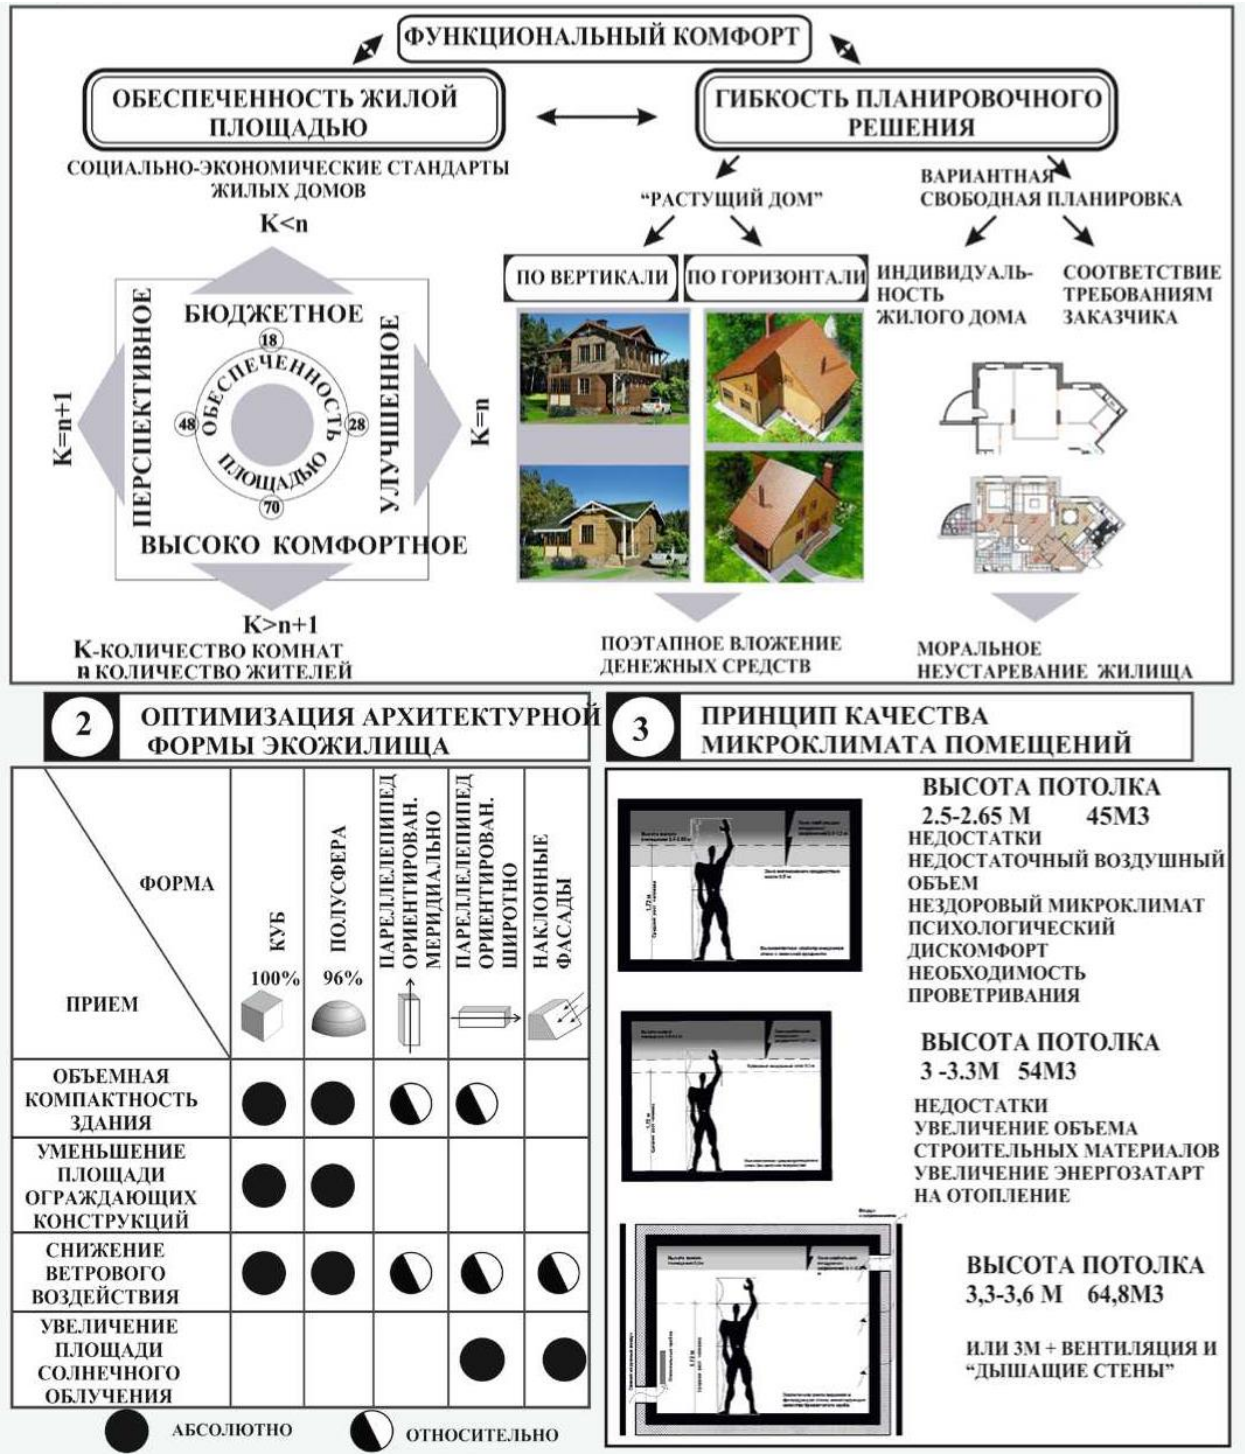 ФУНКЦИОНАЛЬНЫЙ КОМФОРТ
ОБЕСПЕЧЕННОСТЬ ЖИЛОЙ
ПЛОЩАДЬЮ
ГИБКОСТЬ ПЛАНИРОВОЧНОГО
РЕШЕНИЯ
СОЦИАЛЬНО-ЭКОНОМИЧЕСКИЕ СТАНДАРТЫ
ЖИЛЫХ ДОМОВ
K<n
БЮДЖЕТНОЕ
ПЕРСПЕКТИВНОЕ
УЛУЧШЕННОЕ
ВЫСОКО КОМФОРТНОЕ
K=n+1
K=n
18
48
28
70
ОБЕСПЕЧЕННОСТЬ
ПЛОЩАДЬЮ
K>n+1
К-КОЛИЧЕСТВО КОМНАТ
n КОЛИЧЕСТВО ЖИТЕЛЕЙ
“РАСТУЩИЙ ДОМ”
ПО ВЕРТИКАЛИ
ПО ГОРИЗОНТАЛИ
ПОЭТАПНОЕ ВЛОЖЕНИЕ
ДЕНЕЖНЫХ СРЕДСТВ
ВАРИАНТНАЯ
СВОБОДНАЯ ПЛАНИРОВКА
ИНДИВИДУАЛЬ-
НОСТЬ
ЖИЛОГО ДОМА
СООТВЕТСТВИЕ
ТРЕБОВАНИЯМ
ЗАКАЗЧИКА
МОРАЛЬНОЕ
НЕУСТАРЕВАНИЕ ЖИЛИЩА
2
ОПТИМИЗАЦИЯ АРХИТЕКТУРНОЙ
ФОРМЫ ЭКОЖИЛИЩА
ФОРМА
ПРИЕМ
КУБ
100%
ПОЛУСФЕРА
96%
ПАРЕЛЛЕЛЕПИПЕД
ОРИЕНТИРОВАН.
МЕРИДИАЛЬНО
ПАРЕЛЛЕЛЕПИПЕД
ОРИЕНТИРОВАН.
ШИРОТНО
НАКЛОННЫЕ
ФАСАДЫ
ОБЪЕМНАЯ
КОМПАКТНОСТЬ
ЗДАНИЯ
УМЕНЬШЕНИЕ
ПЛОЩАДИ
ОГРАЖДАЮЩИХ
КОНСТРУКЦИЙ
СНИЖЕНИЕ
ВЕТРОВОГО
ВОЗДЕЙСТВИЯ
УВЕЛИЧЕНИЕ
ПЛОЩАДИ
СОЛНЕЧНОГО
ОБЛУЧЕНИЯ
АБСОЛЮТНО
ОТНОСИТЕЛЬНО
3
ПРИНЦИП КАЧЕСТВА
МИКРОКЛИМАТА ПОМЕЩЕНИЙ
ВЫСОТА ПОТОЛКА
2.5-2.65 М 45М3
НЕДОСТАТКИ
НЕДОСТАТОЧНЫЙ ВОЗДУШНЫЙ
ОБЪЕМ
НЕЗДОРОВЫЙ МИКРОКЛИМАТ
ПСИХОЛОГИЧЕСКИЙ
ДИСКОМФОРТ
НЕОБХОДИМОСТЬ
ПРОВЕТРИВАНИЯ
ВЫСОТА ПОТОЛКА
3 -3.3М 54М3
НЕДОСТАТКИ
УВЕЛИЧЕНИЕ ОБЪЕМА
СТРОИТЕЛЬНЫХ МАТЕРИАЛОВ
УВЕЛИЧЕНИЕ ЭНЕРГОЗАТАРТ
НА ОТОПЛЕНИЕ
ВЫСОТА ПОТОЛКА
3,3-3,6 М 64,8М3
ИЛИ 3М + ВЕНТИЛЯЦИЯ И
“ДЫШАЩИЕ СТЕНЫ”